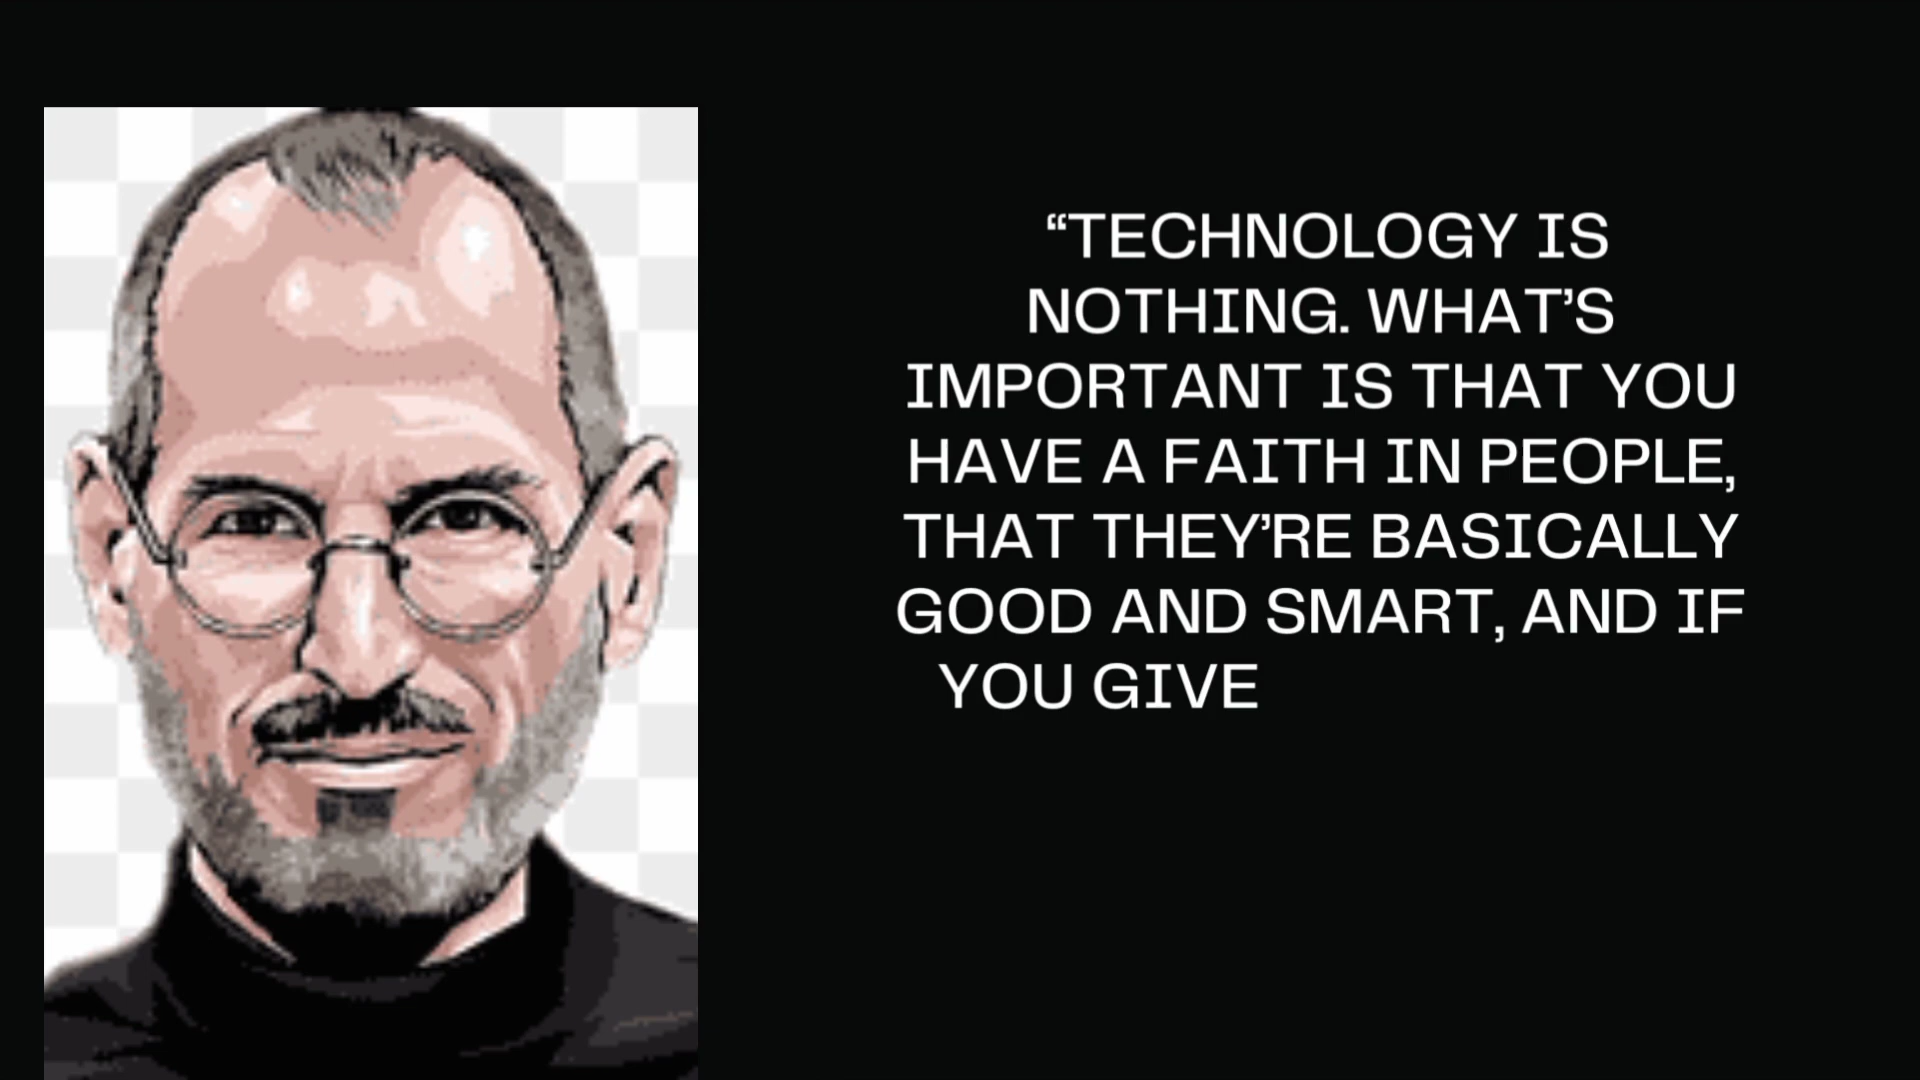 “TECHNOLOGY IS
NOTHING. WHAT’S
IMPORTANT IS THAT YOU
HAVE A FAITH IN PEOPLE,
THAT THEY’RE BASICALLY
GOOD AND SMART, AND IF
YOU GIVE